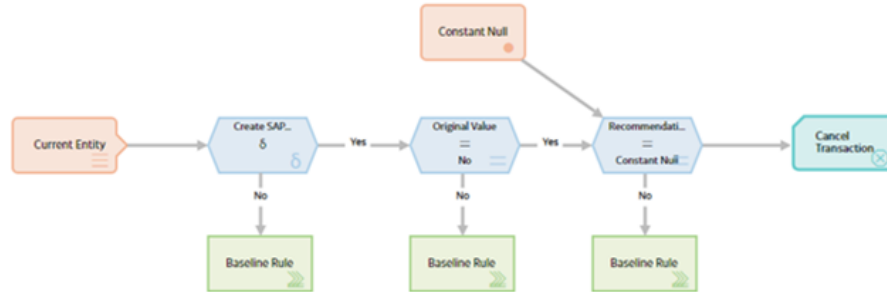 Constant Null
Current Entity
Create SAP...
δ
δ
Yes
Original Value
=
No
Yes
Recommendati...
=
Constant Null
Cancel
Transaction
No
No
No
Baseline Rule
Baseline Rule
Baseline Rule